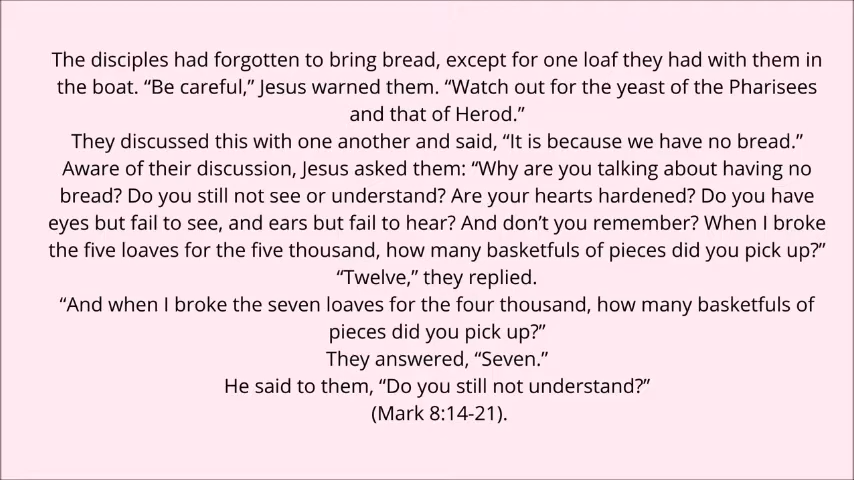 The disciples had forgotten to bring bread, except for one loaf they had with them in
the boat. “Be careful,” Jesus warned them. “Watch out for the yeast of the Pharisees
and that of Herod.”
They discussed this with one another and said, “It is because we have no bread.”
Aware of their discussion, Jesus asked them: “Why are you talking about having no
bread? Do you still not see or understand? Are your hearts hardened? Do you have
eyes but fail to see, and ears but fail to hear? And don’t you remember? When I broke
the five loaves for the five thousand, how many basketfuls of pieces did you pick up?”
“Twelve,” they replied.
“And when I broke the seven loaves for the four thousand, how many basketfuls of
pieces did you pick up?”
They answered, “Seven.”
He said to them, “Do you still not understand?”
(Mark 8:14-21).